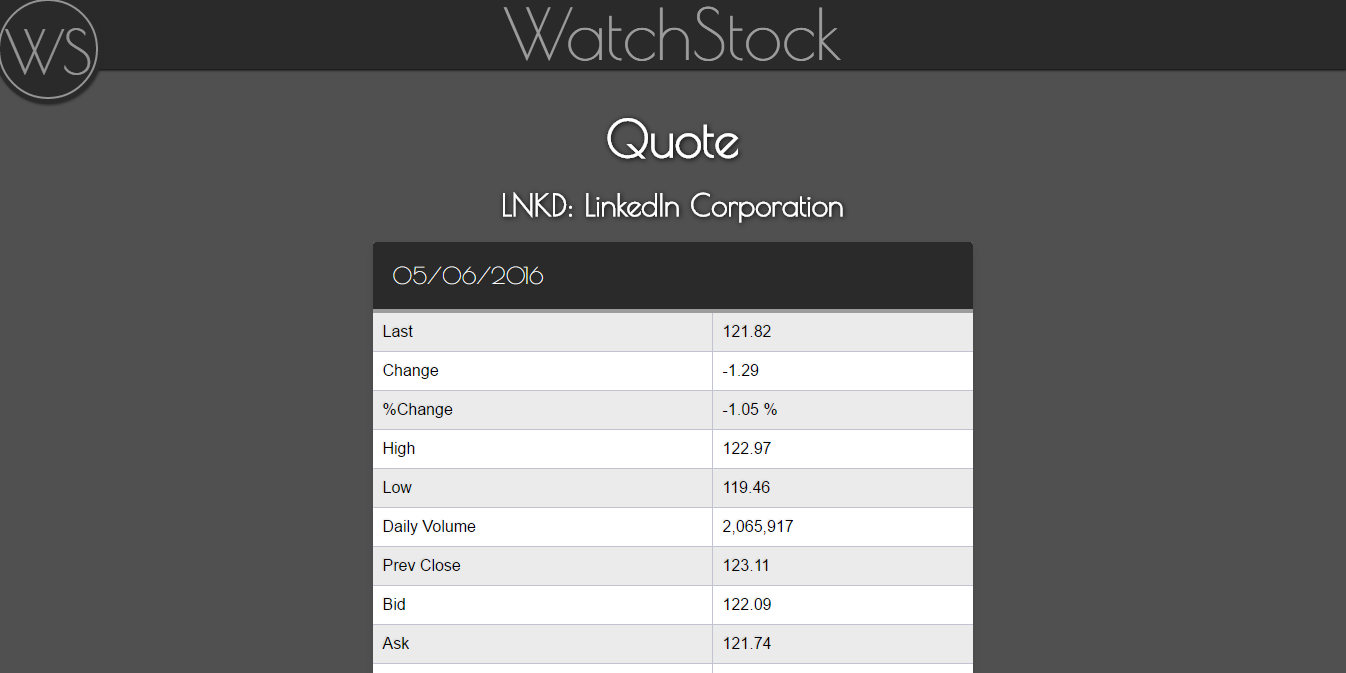 WS
WatchStock
Quote
LNKD: LinkedIn Corporation
05/06/2016
Last 121.82
Change -1.29
%Change -1.05 %
High 122.97
Low 119.46
Daily Volume 2,065,917
Prev Close 123.11
Bid 122.09
Ask 121.74